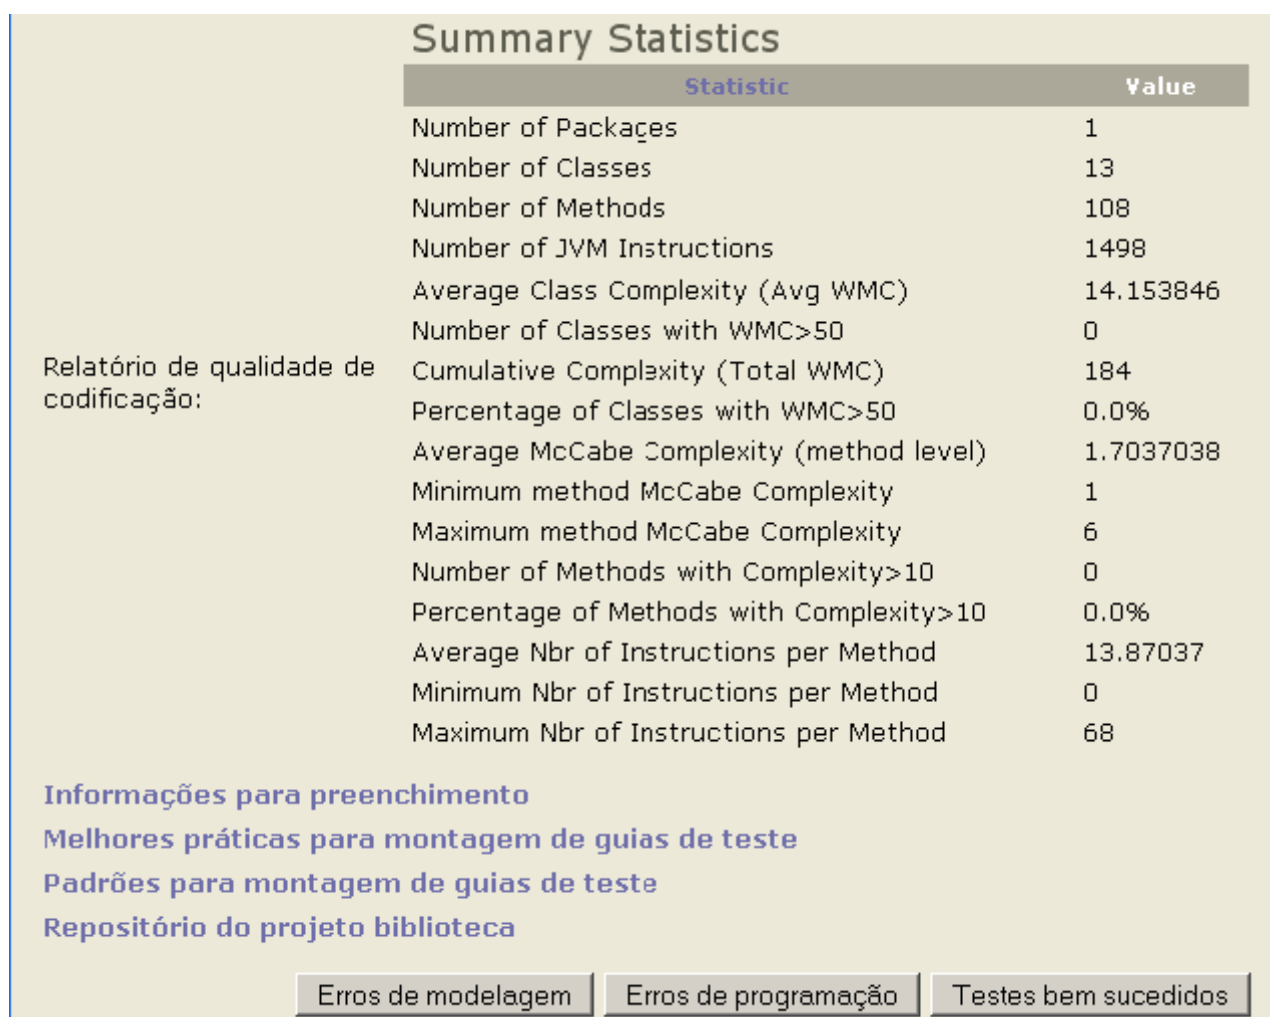 Summary Statistics
Statistic Value
Number of Packages 1
Number of Classes 13
Number of Methods 108
Number of JVM Instructions 1498
Average Class Complexity (Avg WMC) 14.153846
Number of Classes with WMC>50 0
Relatório de qualidade de codificação:
Cumulative Complexity (Total WMC) 184
Percentage of Classes with WMC>50 0.0%
Average McCabe Complexity (method level) 1.7037038
Minimum method McCabe Complexity 1
Maximum method McCabe Complexity 6
Number of Methods with Complexity>10 0
Percentage of Methods with Complexity>10 0.0%
Average Nbr of Instructions per Method 13.87037
Minimum Nbr of Instructions per Method 0
Maximum Nbr of Instructions per Method 68
Informações para preenchimento
Melhores práticas para montagem de guias de teste
Padrões para montagem de guias de teste
Repositório do projeto biblioteca
Erros de modelagem Erros de programação Testes bem sucedidos